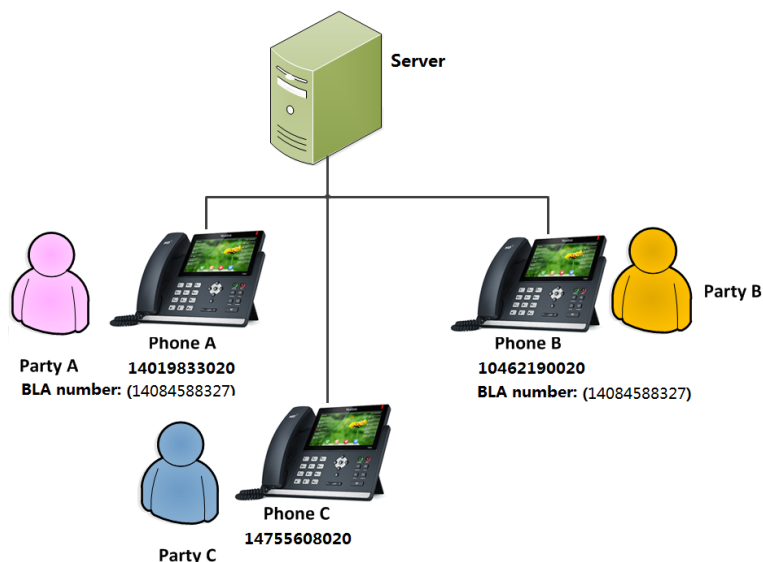 Server
Party A
Phone A
14019833020
BLA number: (14084588327)
Phone B
10462190020
BLA number: (14084588327)
Party B
Phone C
14755608020
Party C